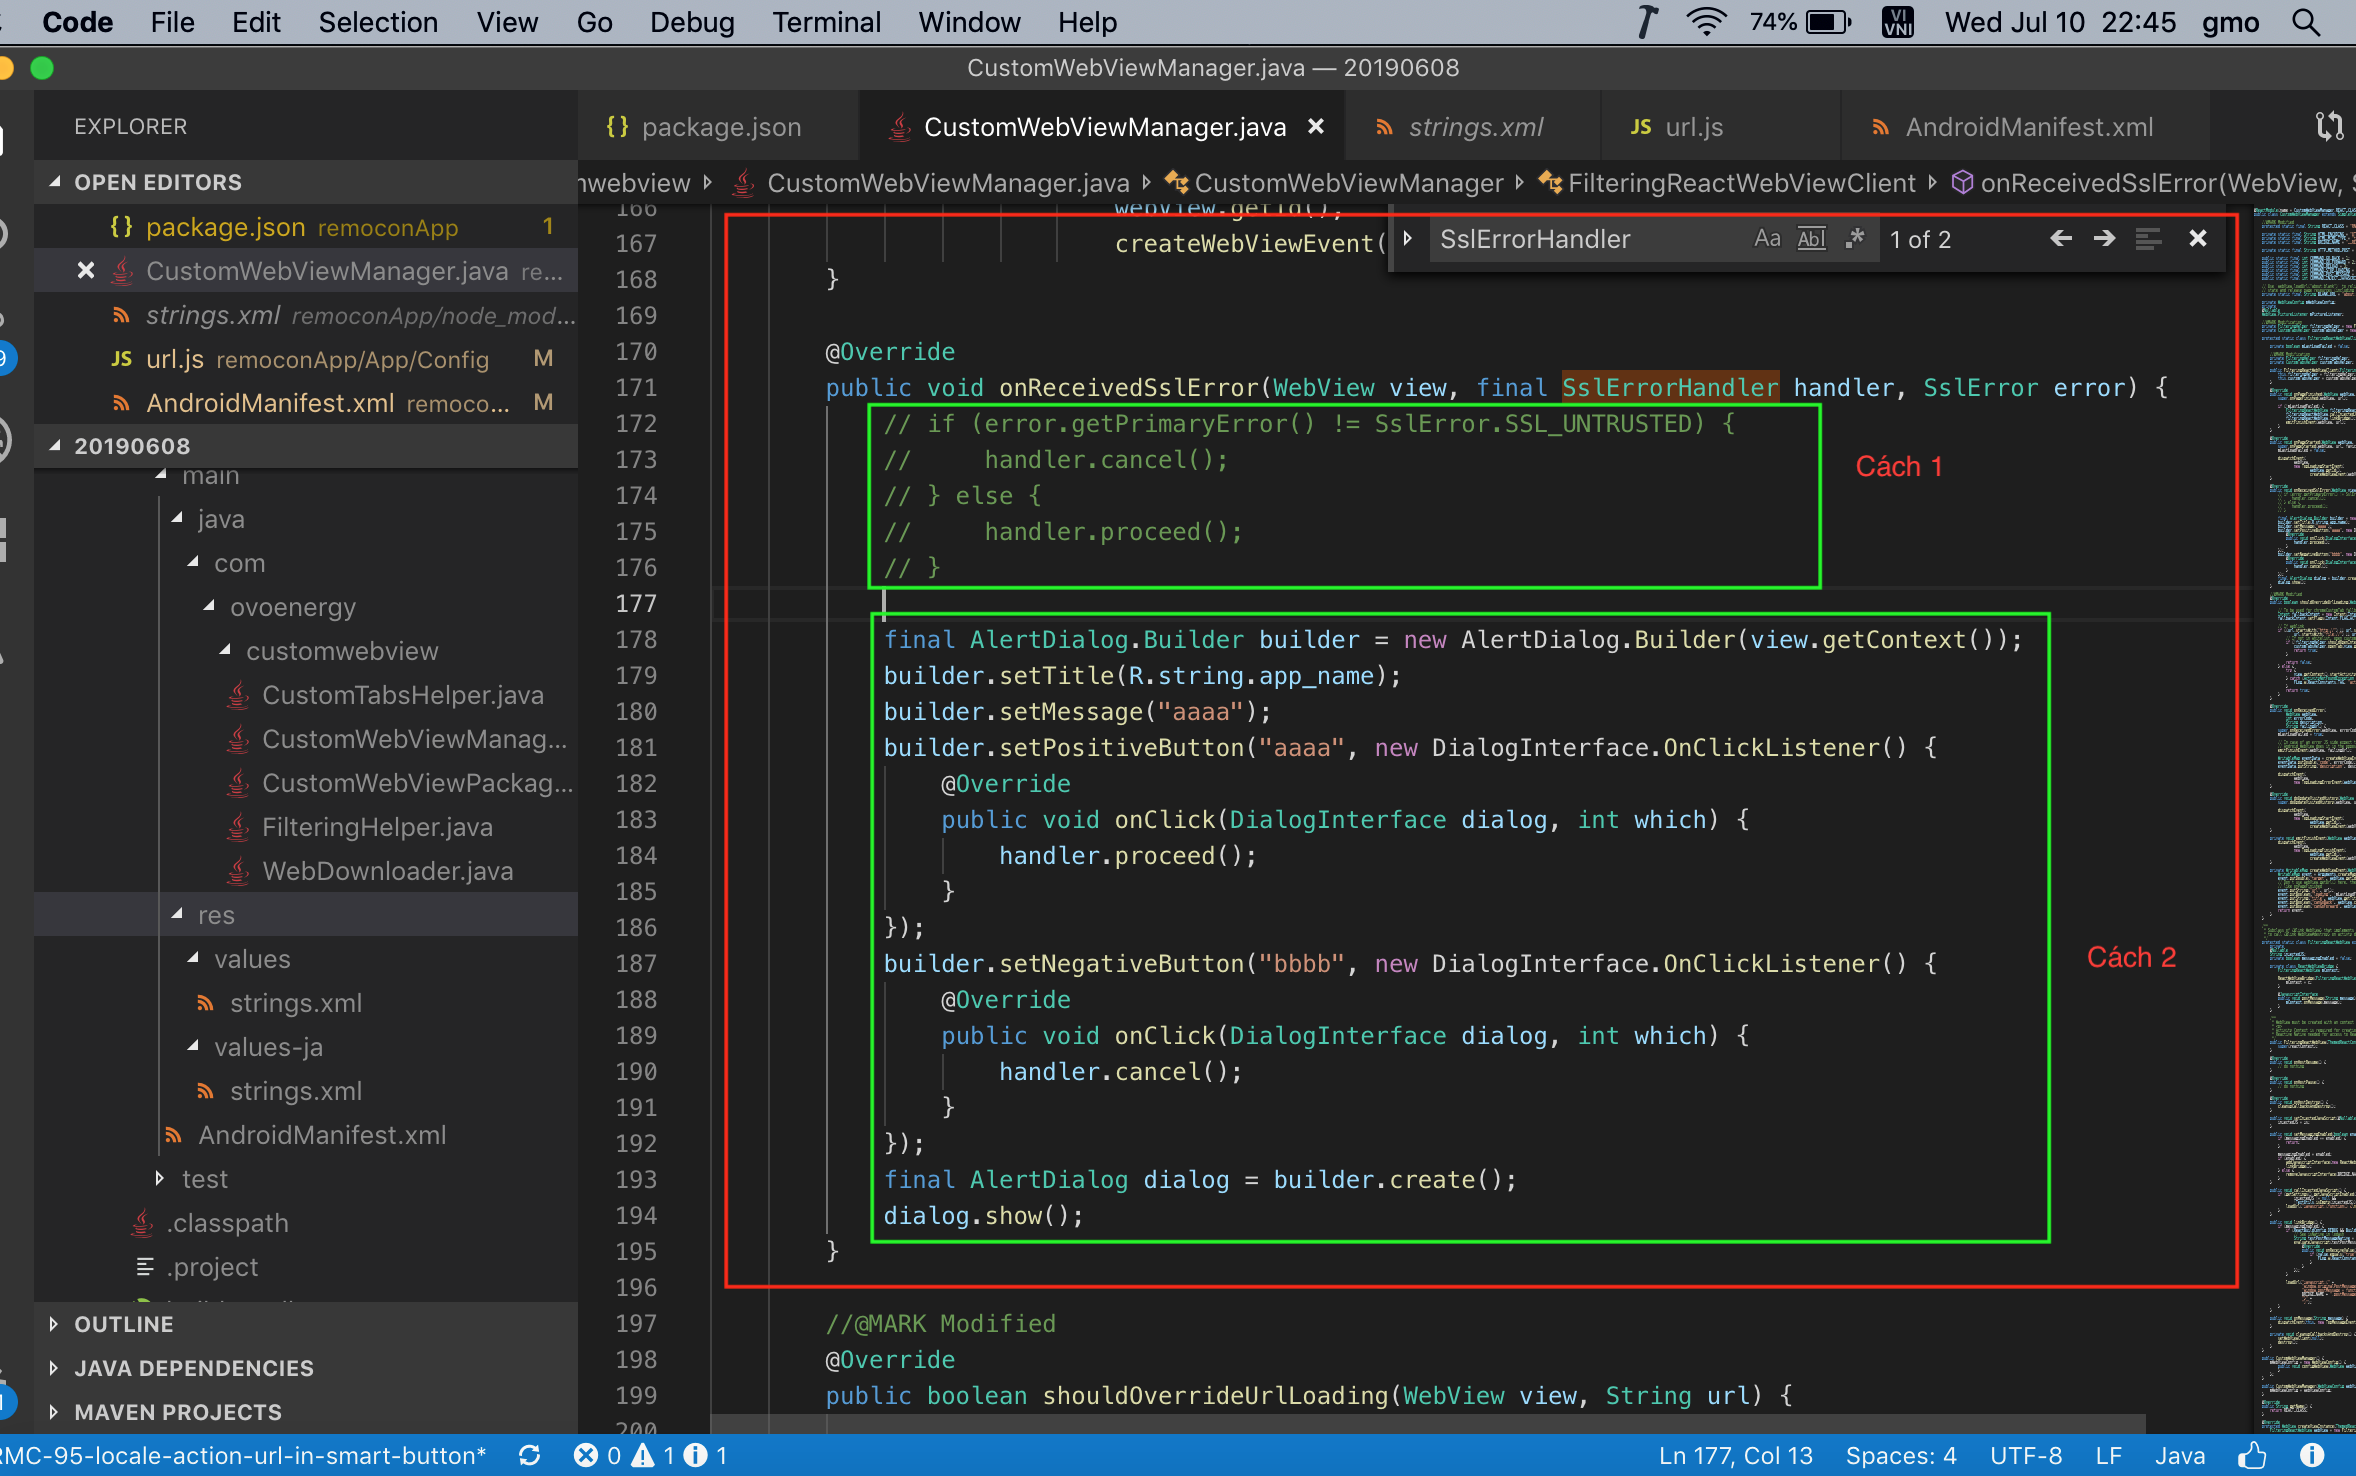 Code File Edit Selection View Go Debug Terminal Window Help 74% VI VNI Wed Jul 10 22:45 gmo
CustomWebViewManager.java — 20190608
EXPLORER
{} package.json CustomWebViewManager.java × strings.xml JS url.js AndroidManifest.xml
OPEN EDITORS
{} package.json remoconApp 1
× CustomWebViewManager.java re...
strings.xml remoconApp/node_mod...
JS url.js remoconApp/App/Config M
AndroidManifest.xml remoco... M
20190608
main
java
com
ovoenergy
customwebview
CustomTabsHelper.java
CustomWebViewManag...
CustomWebViewPackag...
FilteringHelper.java
WebDownloader.java
res
values
strings.xml
values-ja
strings.xml
AndroidManifest.xml
test
.classpath
.project
OUTLINE
JAVA DEPENDENCIES
MAVEN PROJECTS
nwebview CustomWebViewManager.java CustomWebViewManager FilteringReactWebViewClient onReceivedSslError(WebView, S
SslErrorHandler Aa Abl .* 1 of 2
166 webView.getId(),
167 createWebViewEvent(
168 }
169
170 @Override
171 public void onReceivedSslError(WebView view, final SslErrorHandler handler, SslError error) {
172 // if (error.getPrimaryError() != SslError.SSL_UNTRUSTED) {
173 //     handler.cancel();
174 // } else {
175 //     handler.proceed();
176 // }
Cách 1
177
178 final AlertDialog.Builder builder = new AlertDialog.Builder(view.getContext());
179 builder.setTitle(R.string.app_name);
180 builder.setMessage("aaaa");
181 builder.setPositiveButton("aaaa", new DialogInterface.OnClickListener() {
182 @Override
183 public void onClick(DialogInterface dialog, int which) {
184 handler.proceed();
185 }
186 });
187 builder.setNegativeButton("bbbb", new DialogInterface.OnClickListener() {
188 @Override
189 public void onClick(DialogInterface dialog, int which) {
190 handler.cancel();
191 }
192 });
193 final AlertDialog dialog = builder.create();
194 dialog.show();
Cách 2
195 }
196
197 //@MARK Modified
198 @Override
199 public boolean shouldOverrideUrlLoading(WebView view, String url) {
200
RMC-95-locale-action-url-in-smart-button* 0 1 1 Ln 177, Col 13 Spaces: 4 UTF-8 LF Java